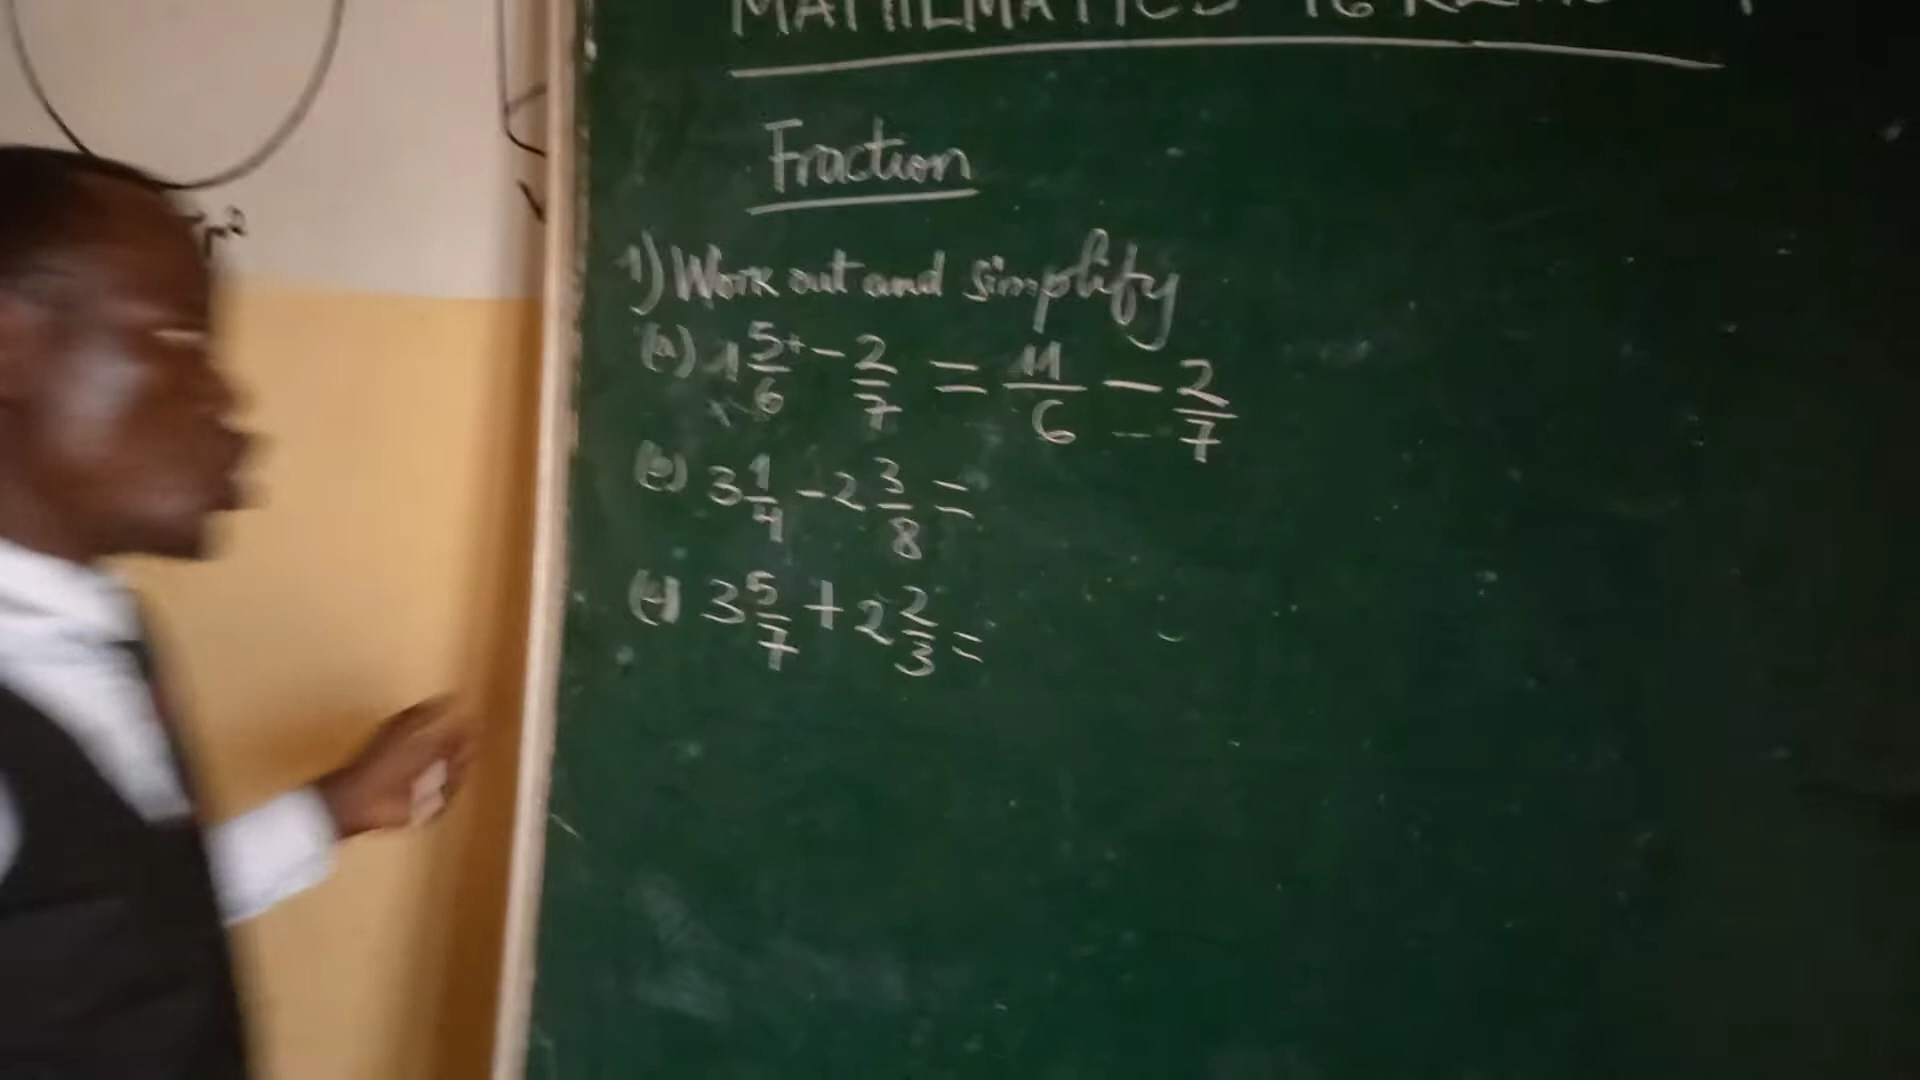 MATHEMATICS
Fraction
1) Work out and simplify
(a) 1 5/6 - 2/7 = 11/6 - 2/7
(b) 3 1/4 - 2 3/8 =
(c) 3 5/7 + 2 2/3 =